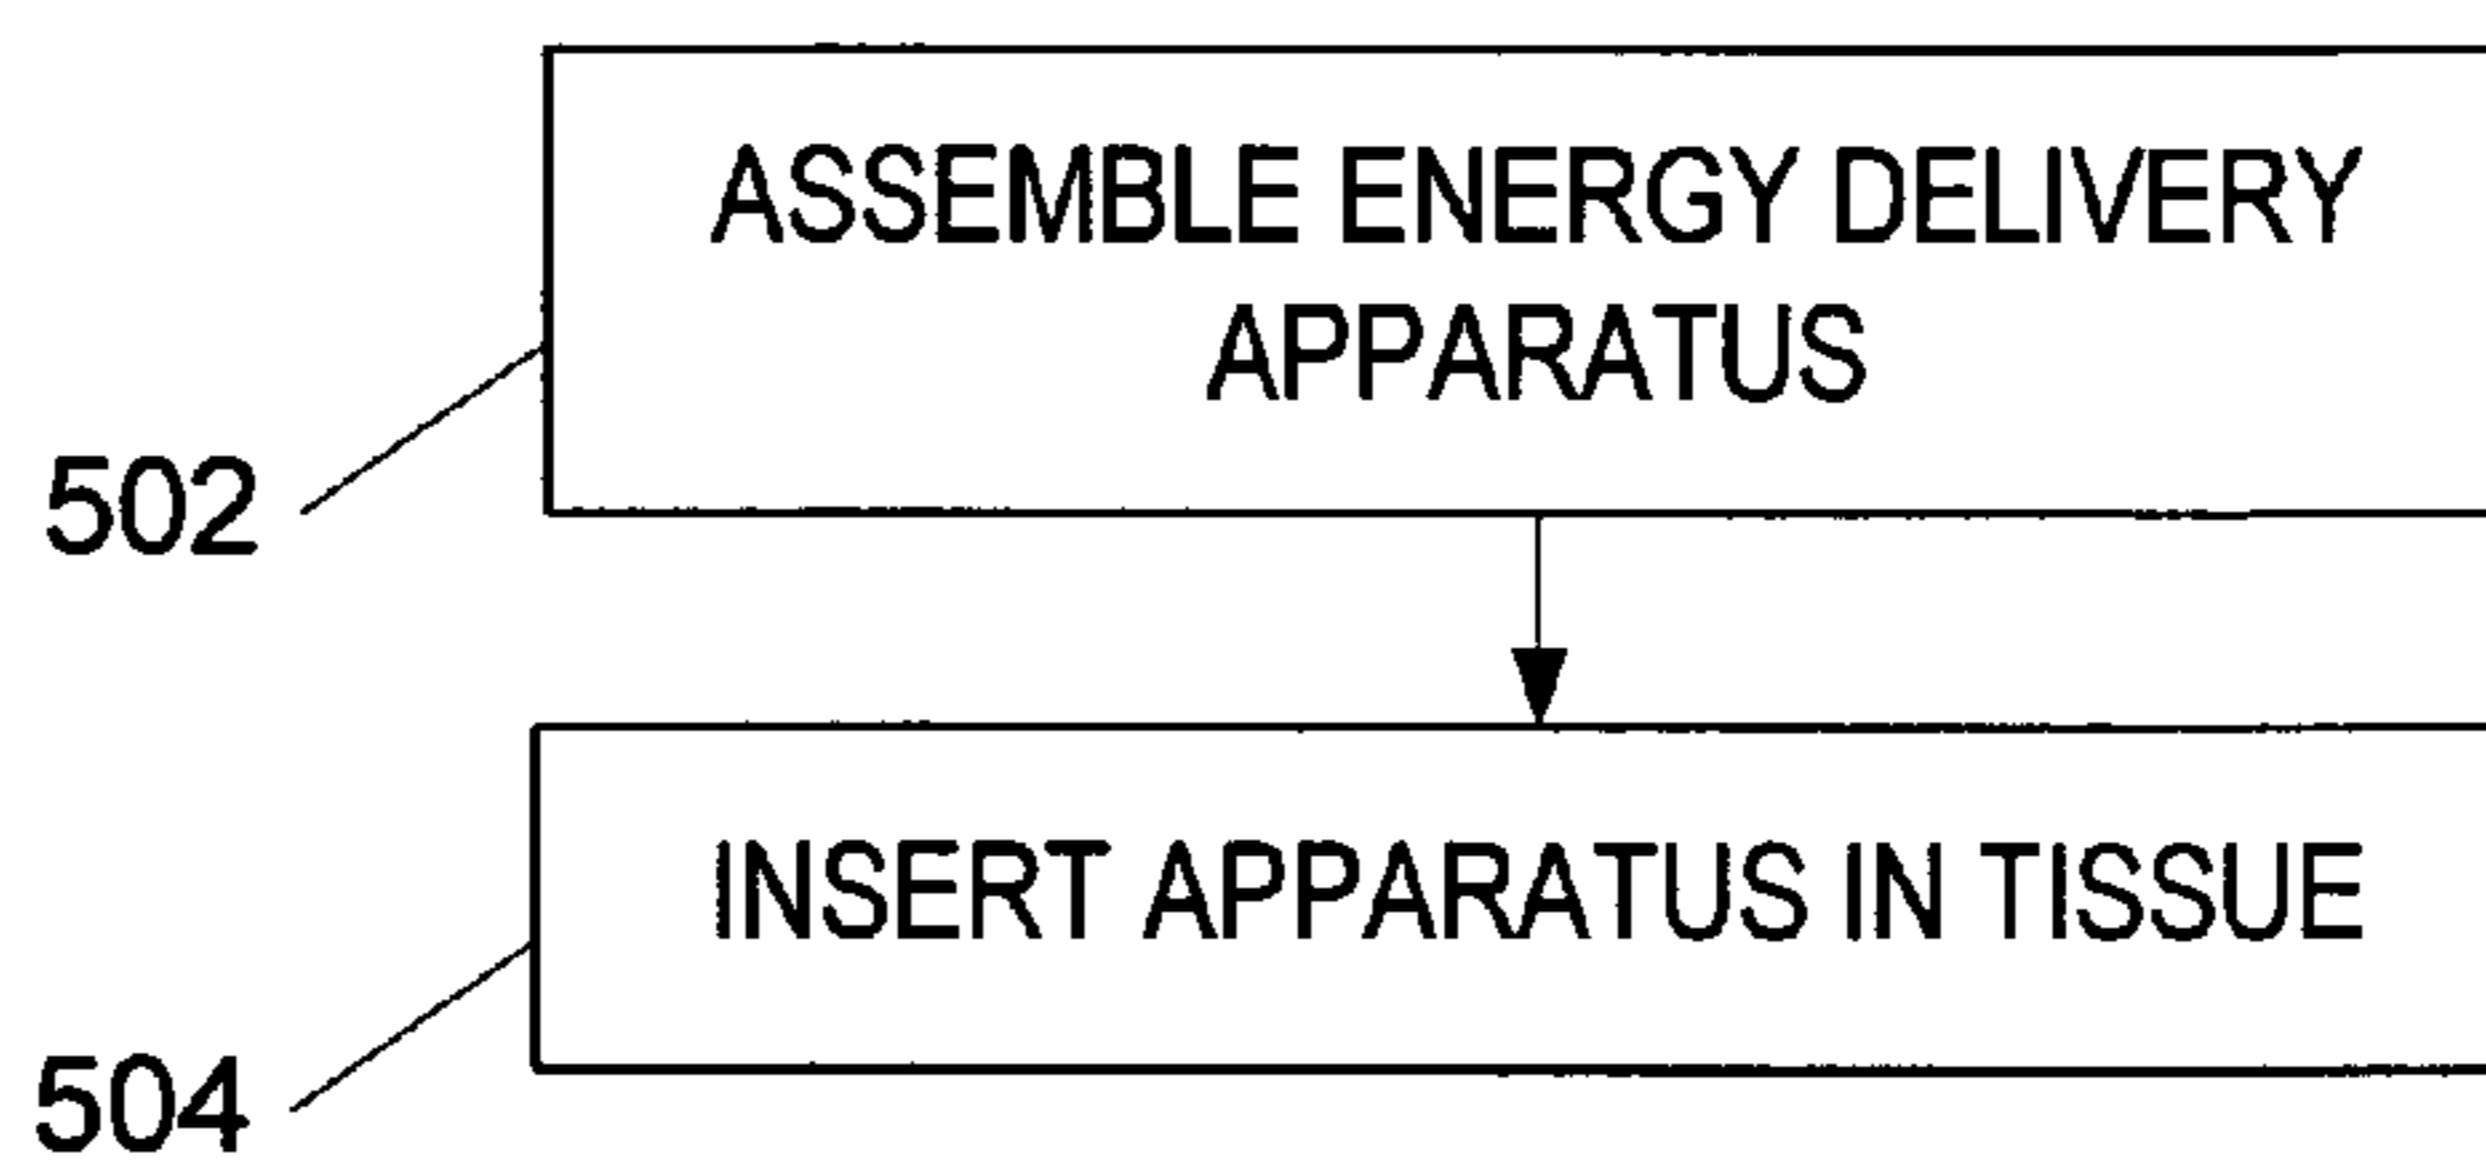 ASSEMBLE ENERGY DELIVERY
APPARATUS
502
INSERT APPARATUS IN TISSUE
504